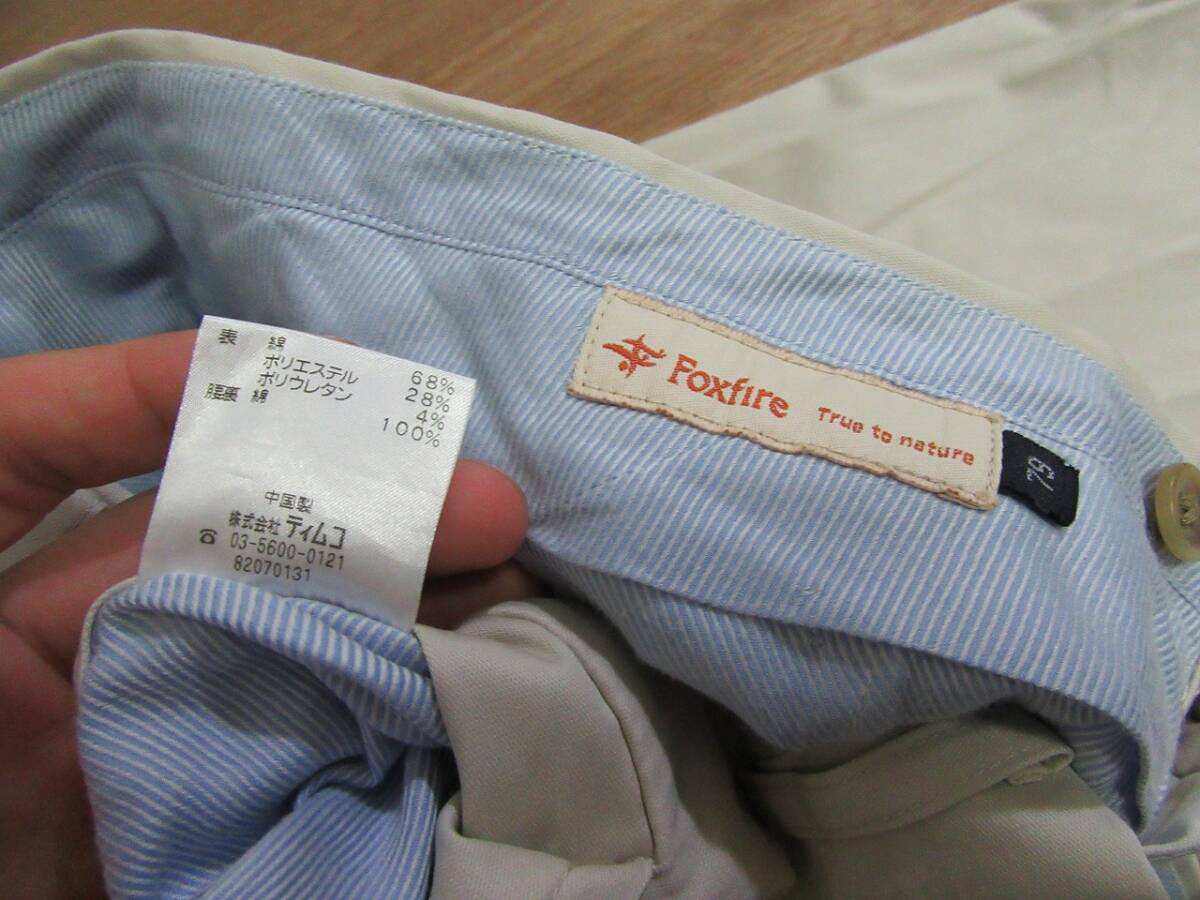 表 綿 68%
ポリエステル 28%
ポリウレタン 4%
腰裏 綿 100%
中国製
株式会社 ティムコ
☎ 03-5600-0121
82070131
Foxfire True to nature
79